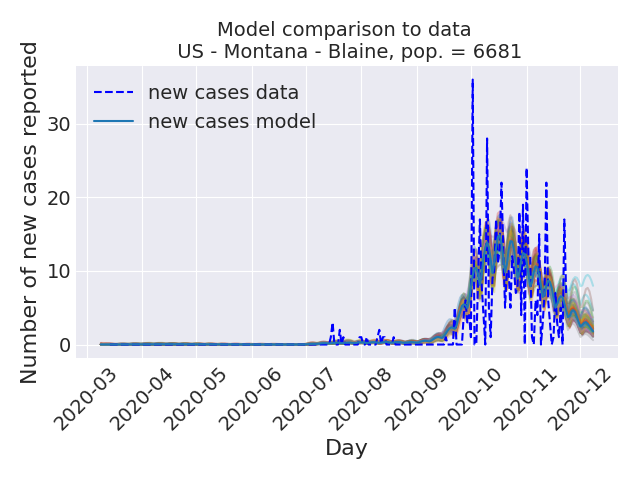 Model comparison to data
US - Montana - Blaine, pop. = 6681
Number of new cases reported
new cases data
new cases model
30
20
10
0
2020-03
2020-04
2020-05
2020-06
2020-07
2020-08
2020-09
2020-10
2020-11
2020-12
Day